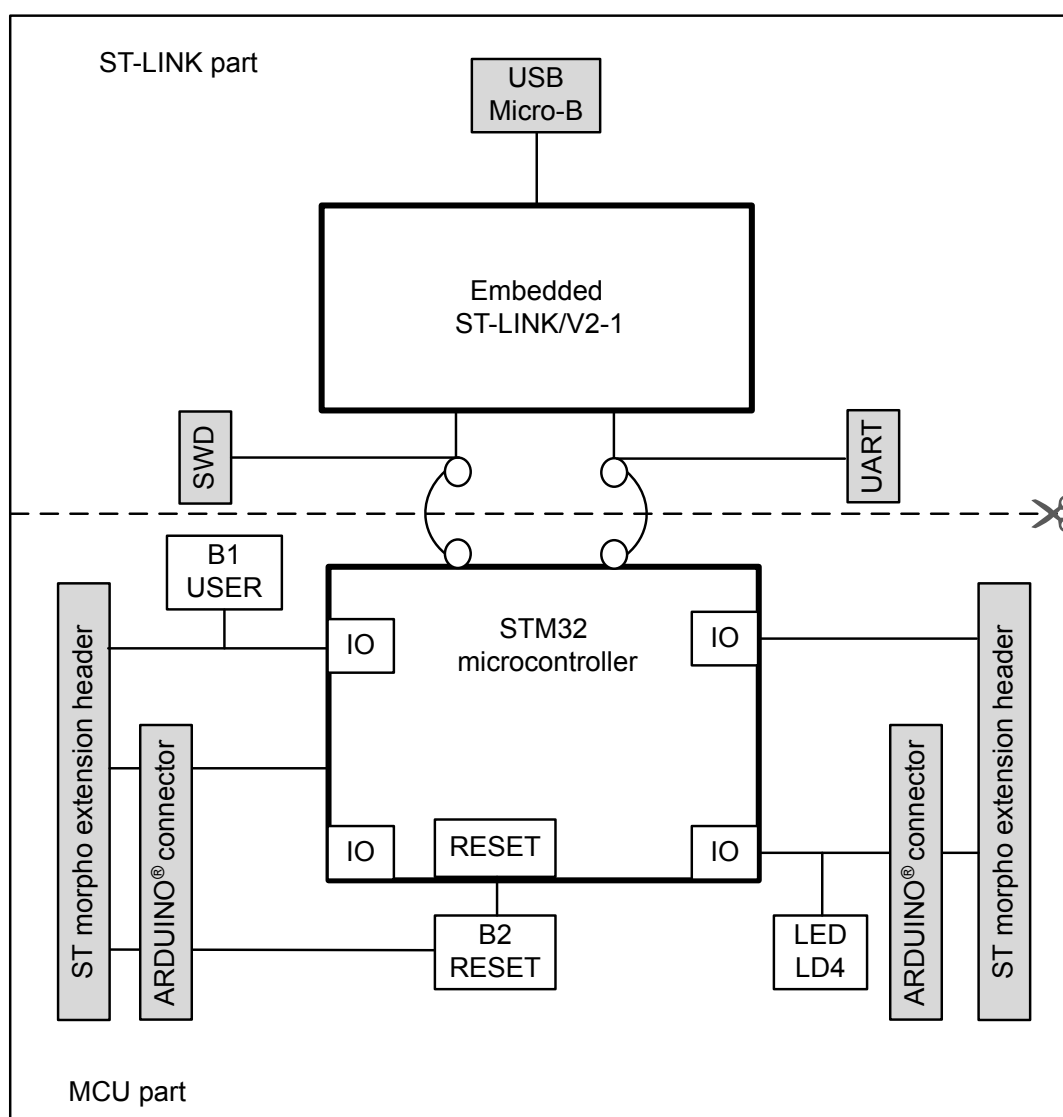 ST-LINK part
USB
Micro-B
Embedded
ST-LINK/V2-1
SWD
UART
B1
USER
ST morpho extension header
IO
STM32
microcontroller
IO
ST morpho extension header
ARDUINO® connector
ARDUINO® connector
IO
RESET
IO
B2
RESET
LED
LD4
MCU part